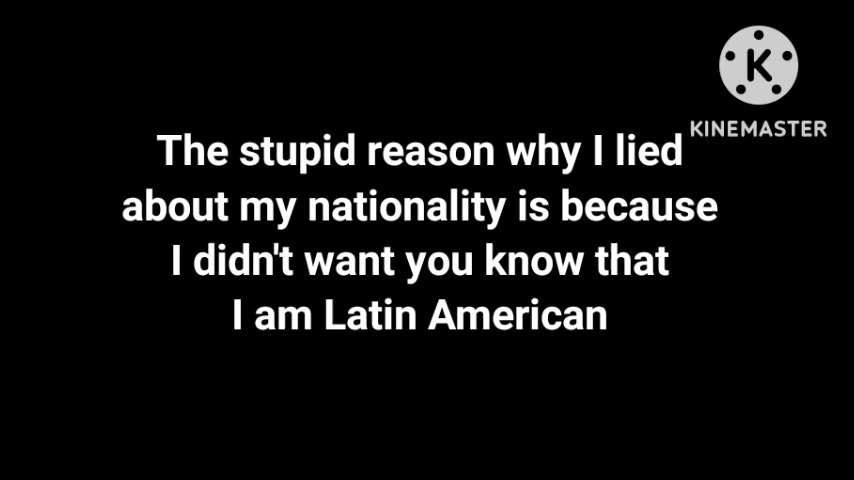 K
KINEMASTER
The stupid reason why I lied
about my nationality is because
I didn't want you know that
I am Latin American